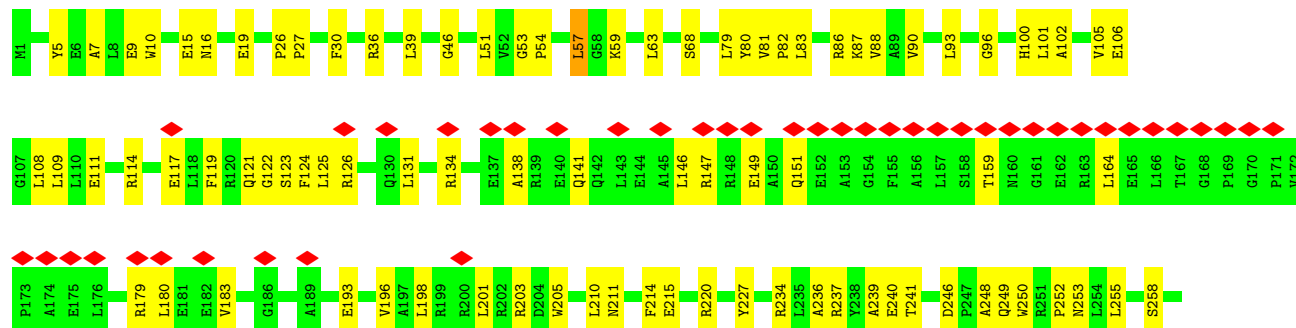 M1 Y5 E6 A7 L8 E9 W10 E15 N16 E19 P26 P27 F30 R36 L39 G46 L51 V52 G53 P54 L57 G58 K59 L63 S68 L79 Y80 V81 P82 L83 R86 K87 V88 A89 V90 L93 G96 H100 L101 A102 V105 E106
G107 L108 L109 L110 E111 R114 E117 L118 F119 R120 Q121 G122 S123 F124 L125 R126 Q130 L131 R134 E137 A138 R139 E140 Q141 Q142 L143 E144 A145 L146 R147 R148 E149 A150 Q151 E152 A153 G154 F155 A156 L157 S158 T159 N160 G161 E162 R163 L164 E165 L166 T167 G168 P169 G170 P171 V172
P173 A174 E175 L176 R179 L180 E181 E182 V183 G186 A189 E193 V196 A197 L198 R199 R200 L201 R202 R203 D204 W205 L210 N211 F214 E215 R220 Y227 R234 L235 A236 R237 Y238 A239 E240 T241 D246 P247 A248 Q249 W250 R251 P252 N253 L254 L255 S258